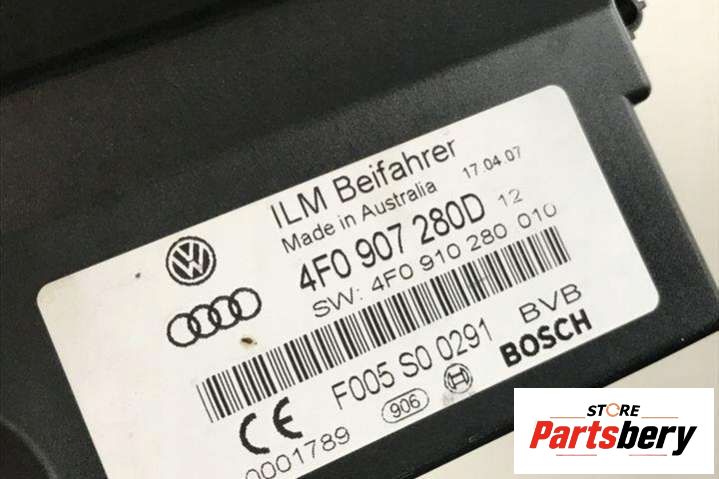 ILM Beifahrer
Made in Australia 17.04.07
4F0 907 280D 12
SW: 4F0 910 280 010
F005 S0 0291 BVB
906 BOSCH
0001789
STORE
Partsbery